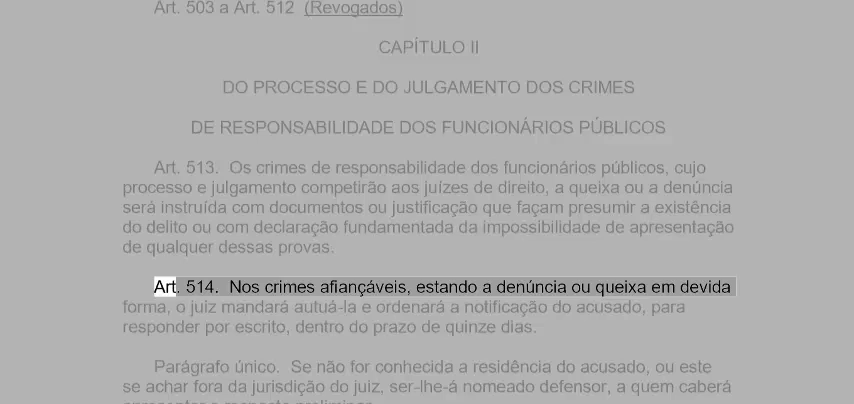 Art. 503 a Art. 512 (Revogados)
CAPÍTULO II
DO PROCESSO E DO JULGAMENTO DOS CRIMES
DE RESPONSABILIDADE DOS FUNCIONÁRIOS PÚBLICOS
Art. 513. Os crimes de responsabilidade dos funcionários públicos, cujo
processo e julgamento competirão aos juízes de direito, a queixa ou a denúncia
será instruída com documentos ou justificação que façam presumir a existência
do delito ou com declaração fundamentada da impossibilidade de apresentação
de qualquer dessas provas.
Art. 514. Nos crimes afiançáveis, estando a denúncia ou queixa em devida
forma, o juiz mandará autuá-la e ordenará a notificação do acusado, para
responder por escrito, dentro do prazo de quinze dias.
Parágrafo único. Se não for conhecida a residência do acusado, ou este
se achar fora da jurisdição do juiz, ser-lhe-á nomeado defensor, a quem caberá
apresentar a resposta preliminar.